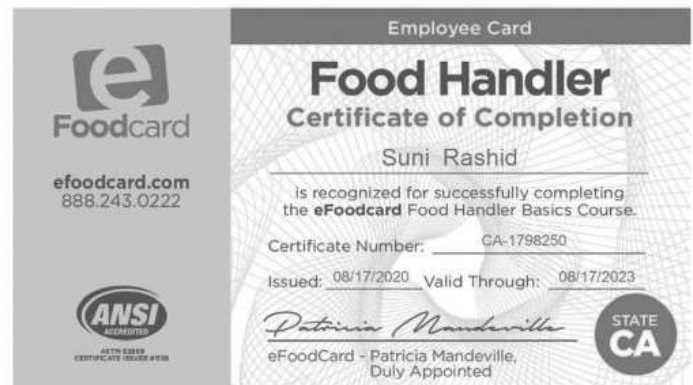 Employee Card
e
Foodcard
efoodcard.com
888.243.0222
ANSI
ACCREDITED
CERTIFICATE ISSUER
Food Handler
Certificate of Completion
Suni Rashid
is recognized for successfully completing
the eFoodcard Food Handler Basics Course.
Certificate Number: CA-1798250
Issued: 08/17/2020 Valid Through: 08/17/2023
Patricia Mandeville
eFoodCard - Patricia Mandeville,
Duly Appointed
STATE
CA